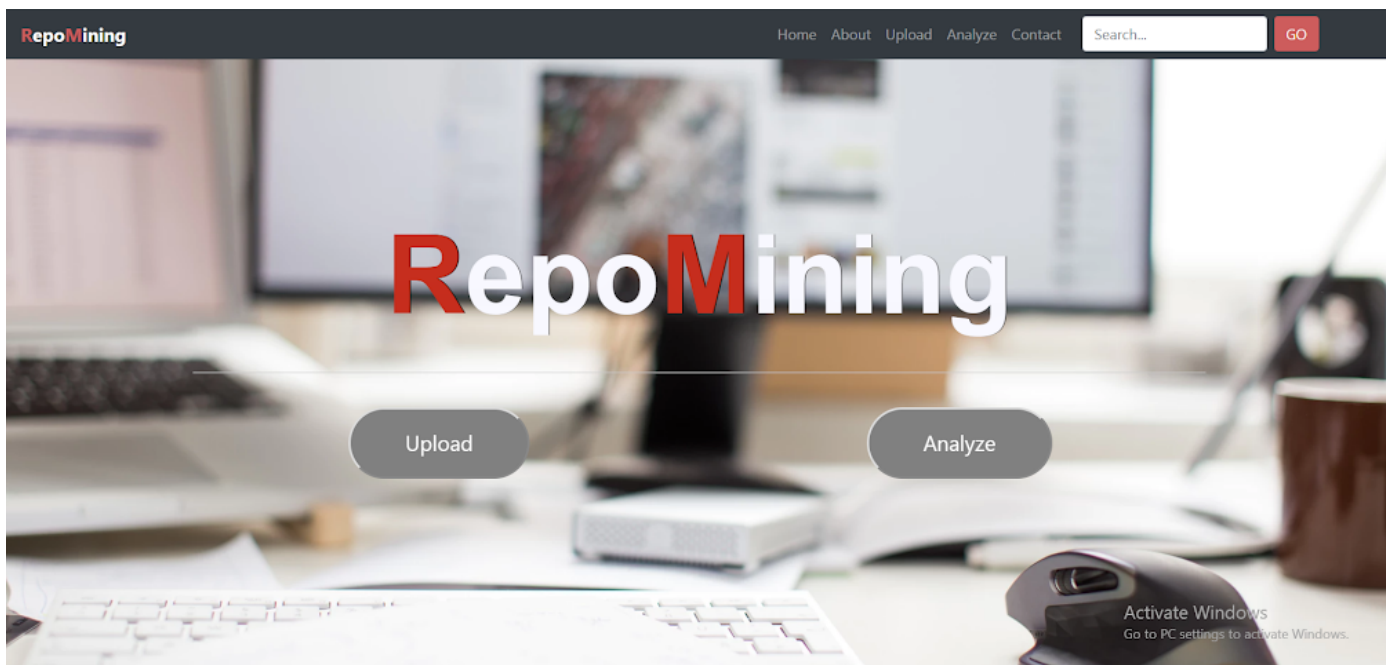 RepoMining
Home About Upload Analyze Contact Search... GO
RepoMining
Upload Analyze
Activate Windows
Go to PC settings to activate Windows.